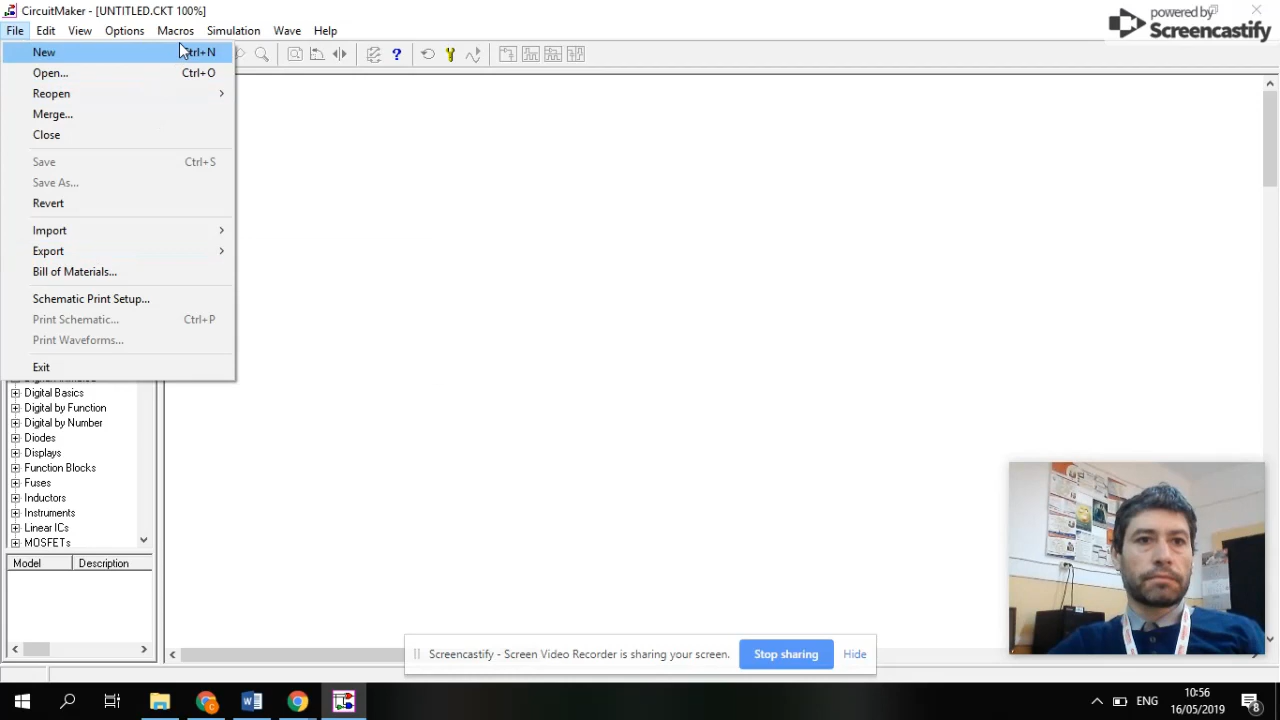 CircuitMaker - [UNTITLED.CKT 100%]
powered by
Screencastify
File Edit View Options Macros Simulation Wave Help
New Ctrl+N
Open... Ctrl+O
Reopen
Merge...
Close
Save Ctrl+S
Save As...
Revert
Import
Export
Bill of Materials...
Schematic Print Setup...
Print Schematic... Ctrl+P
Print Waveforms...
Exit
Digital Basics
Digital by Function
Digital by Number
Diodes
Displays
Function Blocks
Fuses
Inductors
Instruments
Linear ICs
MOSFETs
Model Description
Screencastify - Screen Video Recorder is sharing your screen. Stop sharing Hide
ENG
10:56
16/05/2019
8